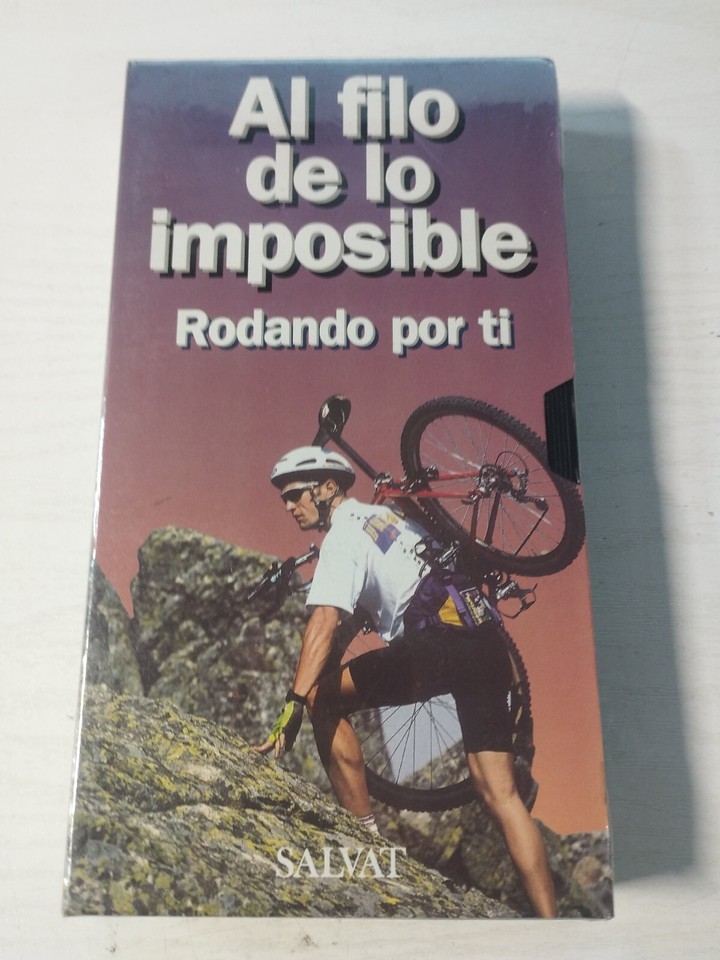 Al filo
de lo
imposible
Rodando por ti
SALVAT